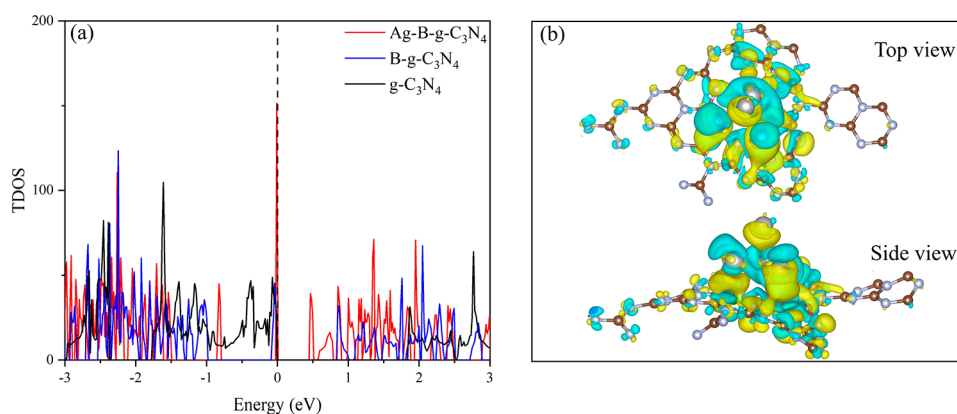 (a)
Ag-B-g-C₃N₄
B-g-C₃N₄
g-C₃N₄
TDOS
200
100
0
-3 -2 -1 0 1 2 3
Energy (eV)
(b)
Top view
Side view